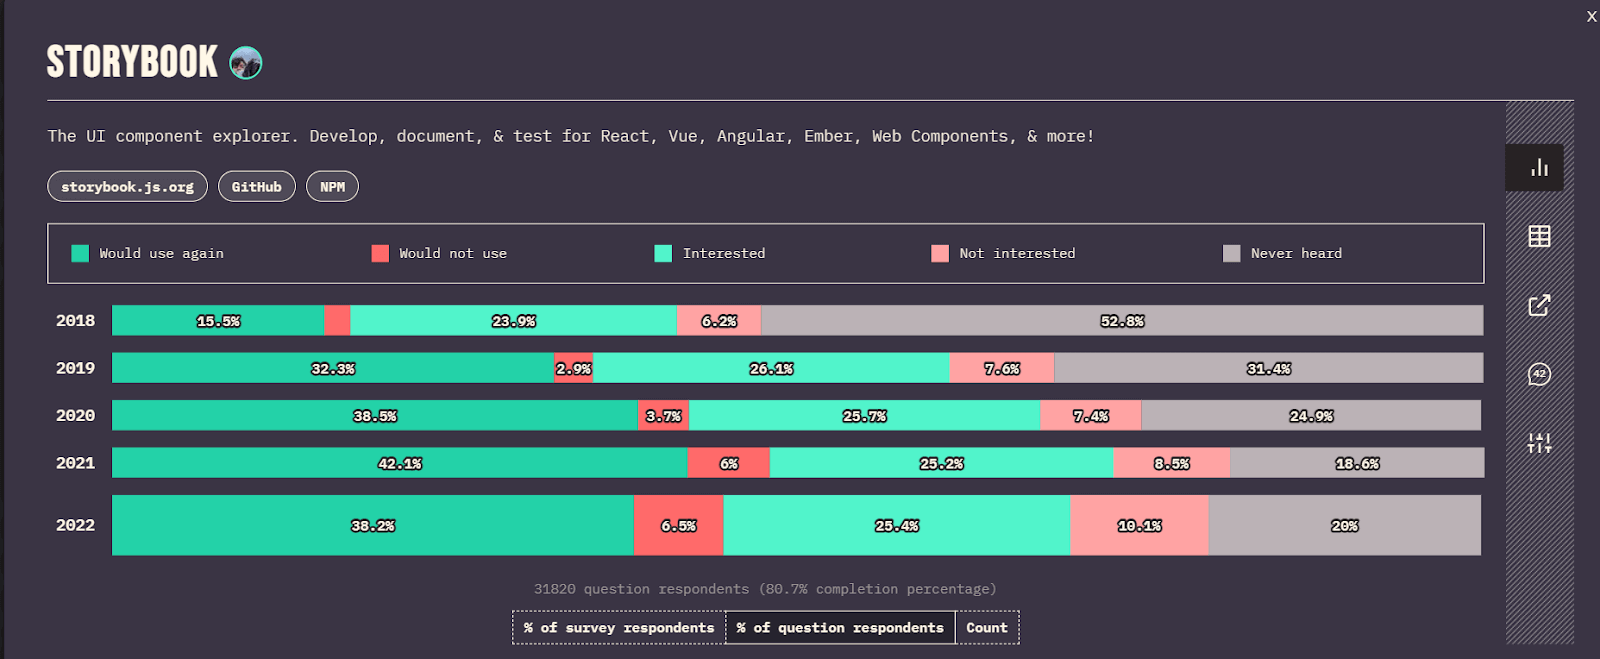 X
STORYBOOK
The UI component explorer. Develop, document, & test for React, Vue, Angular, Ember, Web Components, & more!
storybook.js.org GitHub NPM
Would use again Would not use Interested Not interested Never heard
2018 15.5% 23.9% 6.2% 52.8%
2019 32.3% 2.9% 26.1% 7.6% 31.4%
2020 38.5% 3.7% 25.7% 7.4% 24.9%
42
2021 42.1% 6% 25.2% 8.5% 18.6%
2022 38.2% 6.5% 25.4% 10.1% 20%
31820 question respondents (80.7% completion percentage)
% of survey respondents % of question respondents Count